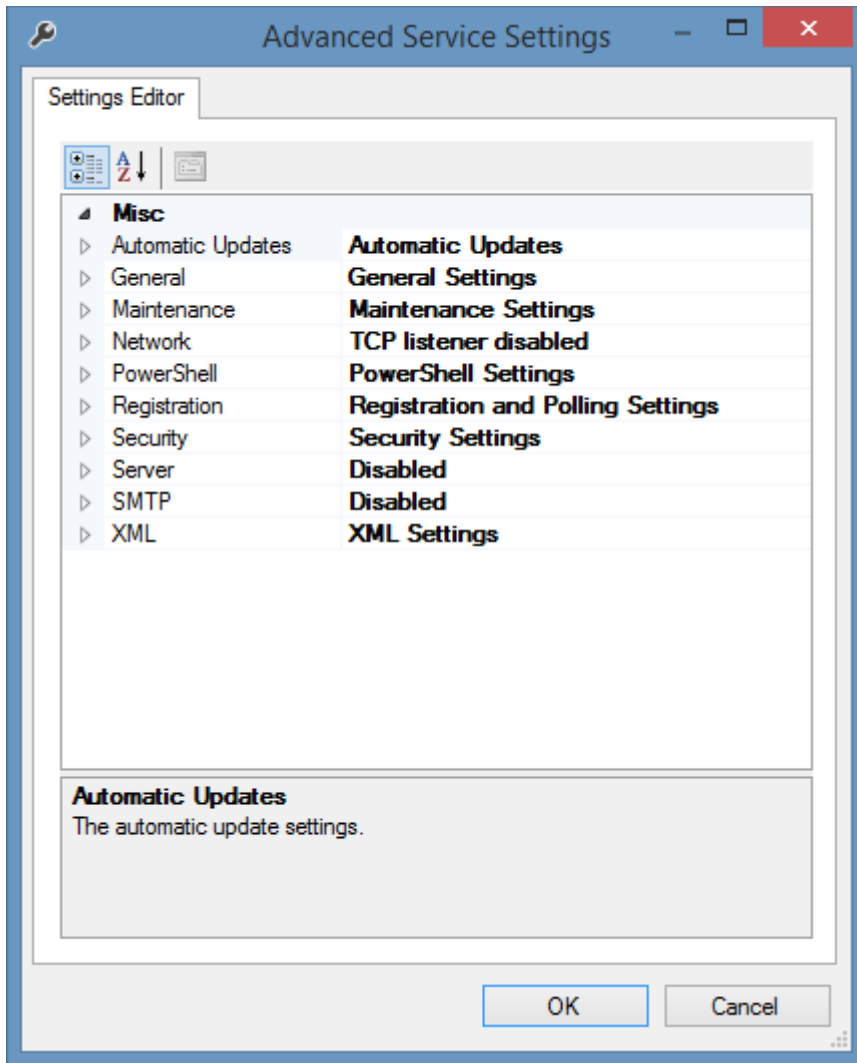 Advanced Service Settings
Settings Editor
Misc
Automatic Updates Automatic Updates
General General Settings
Maintenance Maintenance Settings
Network TCP listener disabled
PowerShell PowerShell Settings
Registration Registration and Polling Settings
Security Security Settings
Server Disabled
SMTP Disabled
XML XML Settings
Automatic Updates
The automatic update settings.
OK Cancel